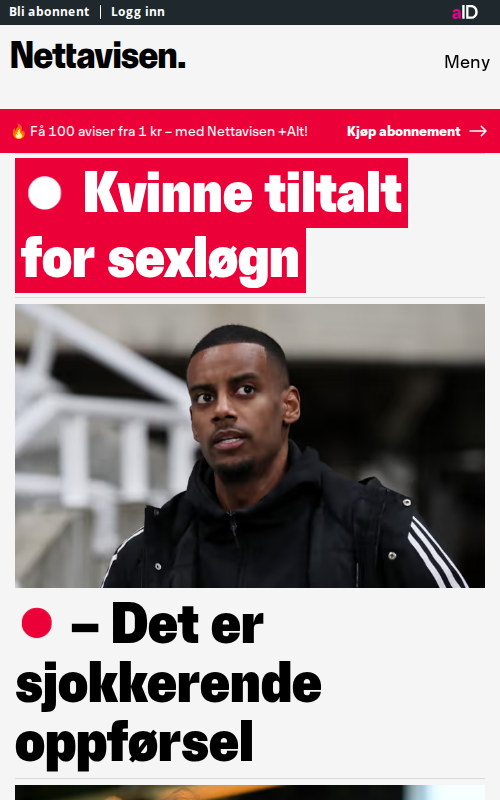 Bli abonnent | Logg inn
aID
Nettavisen.
Meny
🔥 Få 100 aviser fra 1 kr – med Nettavisen +Alt!
Kjøp abonnement →
Kvinne tiltalt
for sexløgn
– Det er
sjokkerende
oppførsel